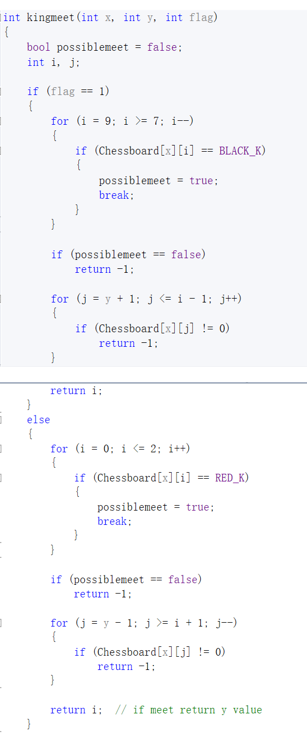 int kingmeet(int x, int y, int flag)
{
    bool possiblemeet = false;
    int i, j;

    if (flag == 1)
    {
        for (i = 9; i >= 7; i--)
        {
            if (Chessboard[x][i] == BLACK_K)
            {
                possiblemeet = true;
                break;
            }
        }

        if (possiblemeet == false)
            return -1;

        for (j = y + 1; j <= i - 1; j++)
        {
            if (Chessboard[x][j] != 0)
                return -1;
        }

        return i;
    }
    else
    {
        for (i = 0; i <= 2; i++)
        {
            if (Chessboard[x][i] == RED_K)
            {
                possiblemeet = true;
                break;
            }
        }

        if (possiblemeet == false)
            return -1;

        for (j = y - 1; j >= i + 1; j--)
        {
            if (Chessboard[x][j] != 0)
                return -1;
        }

        return i;  // if meet return y value
    }